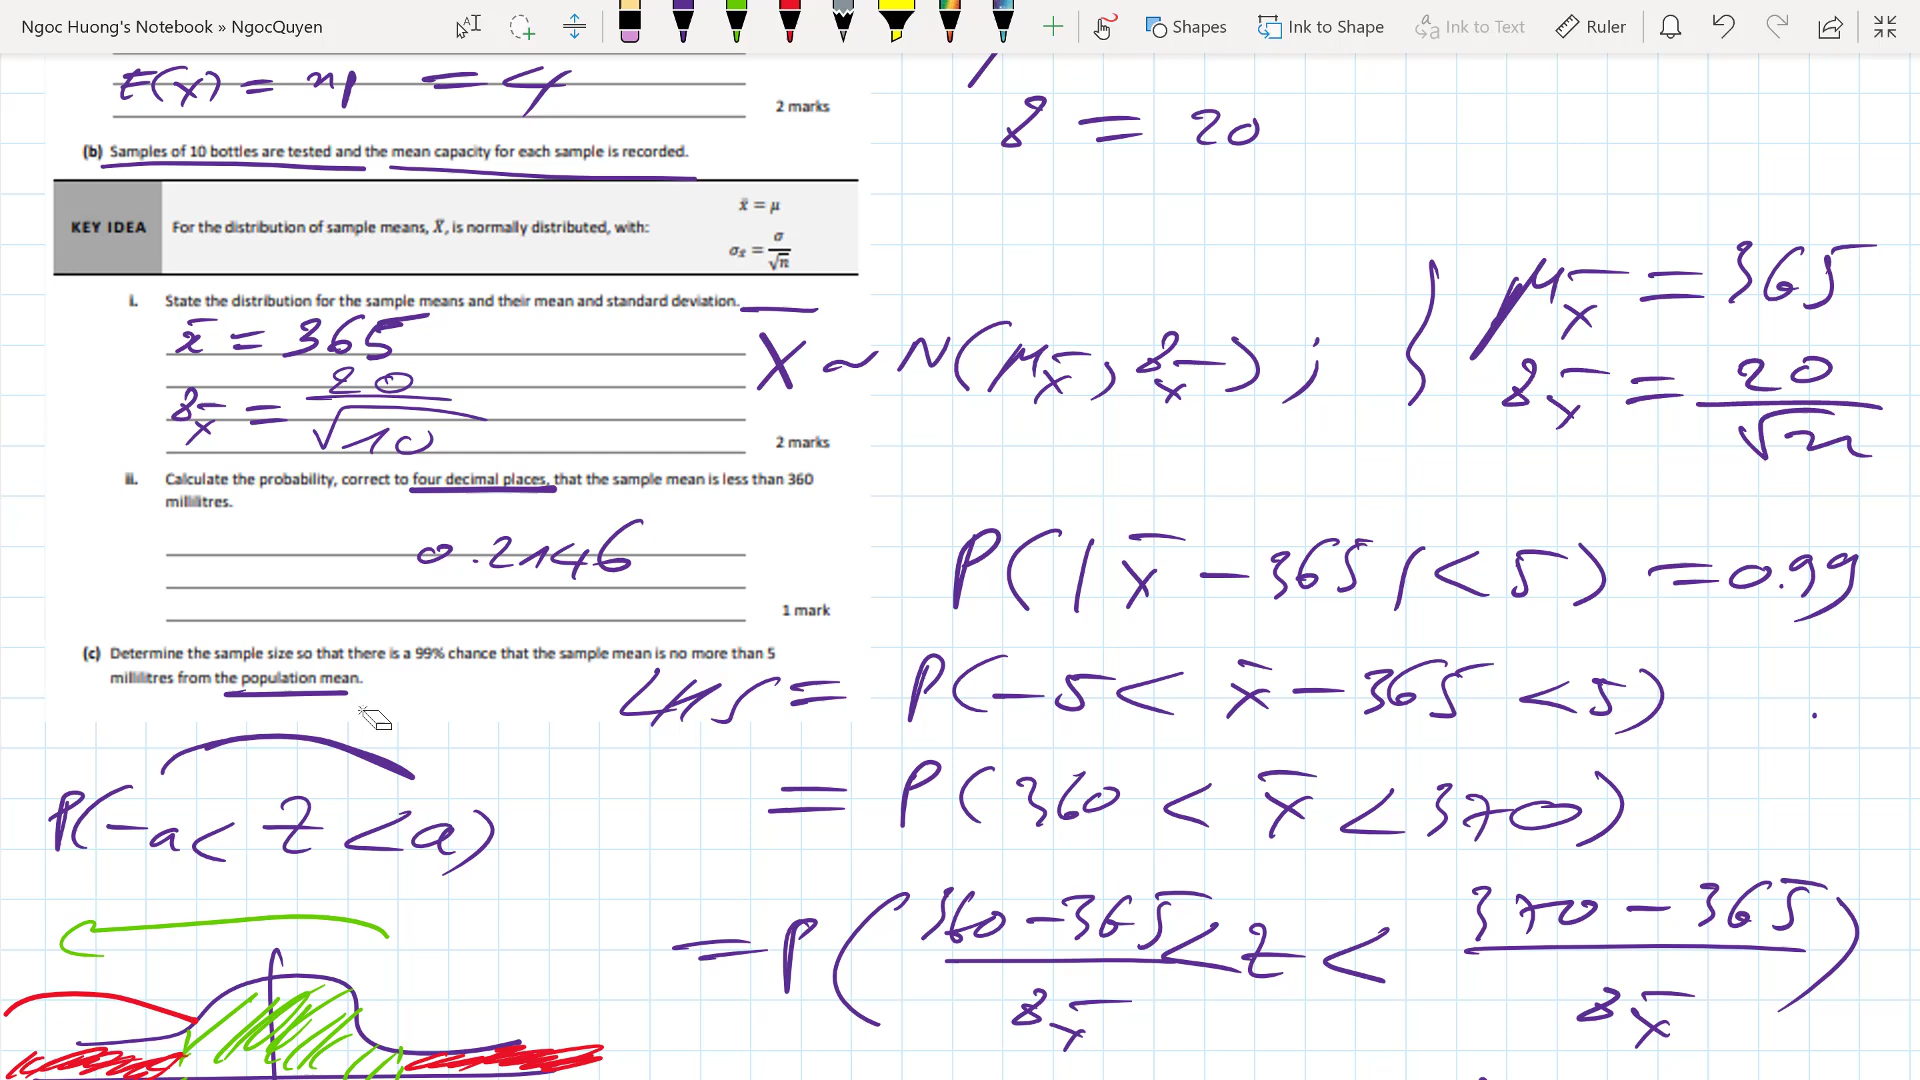 Ngoc Huong's Notebook » NgocQuyen
Shapes
Ink to Shape
Ink to Text
Ruler
E(x) = np = 4
2 marks
(b) Samples of 10 bottles are tested and the mean capacity for each sample is recorded.
KEY IDEA
For the distribution of sample means, X̄, is normally distributed, with:
x̄ = μ
σx̄ = σ/√n
i. State the distribution for the sample means and their mean and standard deviation.
x̄ = 365
8x̄ = 20/√10
2 marks
ii. Calculate the probability, correct to four decimal places, that the sample mean is less than 360
millilitres.
0.2146
1 mark
(c) Determine the sample size so that there is a 99% chance that the sample mean is no more than 5
millilitres from the population mean.
P(-a < Z < a)
8 = 20
X̄ ~ N(μx̄, 8x̄);
μx̄ = 365
8x̄ = 20/√n
P(|x̄ - 365| < 5) = 0.99
LHS = P(-5 < x̄ - 365 < 5)
= P(360 < x̄ < 370)
= P((360-365)/8x̄ < Z < (370-365)/8x̄)